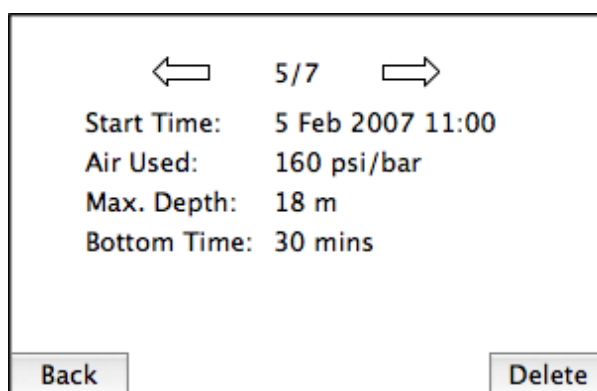 5/7
Start Time: 5 Feb 2007 11:00
Air Used: 160 psi/bar
Max. Depth: 18 m
Bottom Time: 30 mins
Back Delete